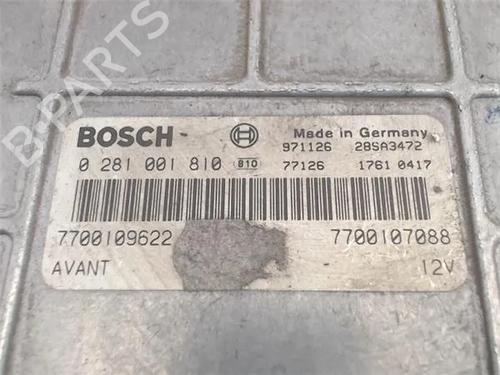 B-PARTS
BOSCH Made in Germany
971126 28SA3472
0 281 001 810 810 77126 1761 0417
7700109622 7700107088
AVANT 12V